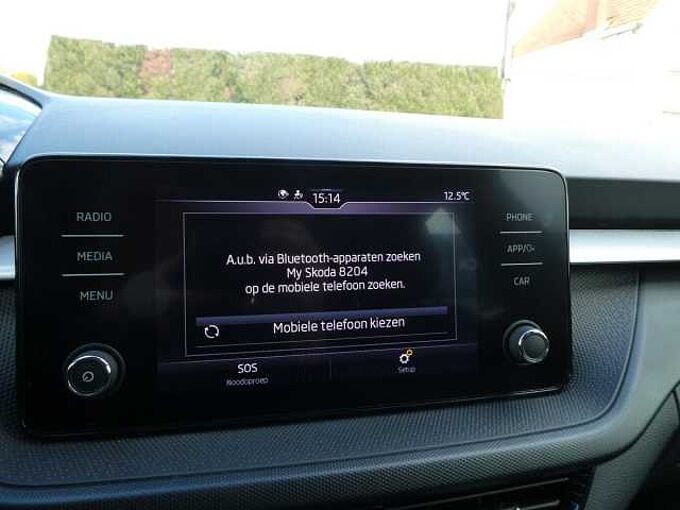 15:14
12.5°C
RADIO
MEDIA
MENU
A.u.b. via Bluetooth-apparaten zoeken
My Skoda 8204
op de mobiele telefoon zoeken.
Mobiele telefoon kiezen
SOS
Noodoproep
Setup
PHONE
APP/
CAR